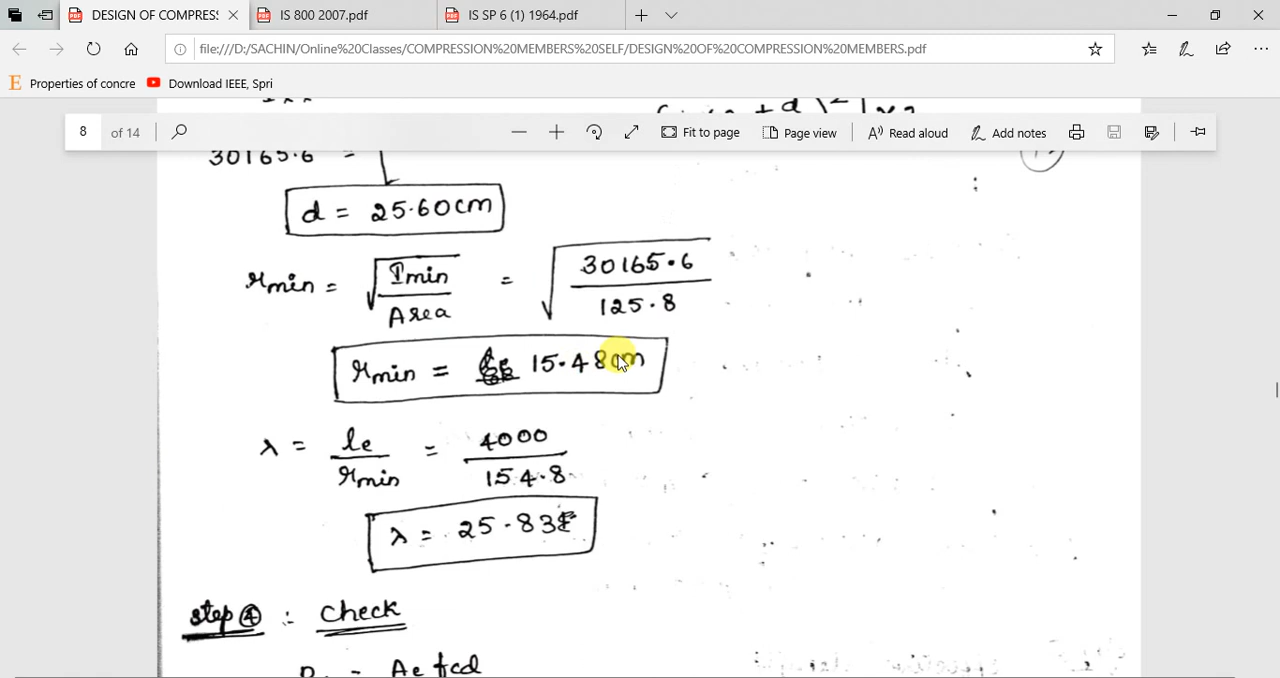 DESIGN OF COMPRESS
IS 800 2007.pdf
IS SP 6 (1) 1964.pdf
file:///D:/SACHIN/Online%20Classes/COMPRESSION%20MEMBERS%20SELF/DESIGN%20OF%20COMPRESSION%20MEMBERS.pdf
E Properties of concre
Download IEEE, Spri
8 of 14
Fit to page
Page view
Read aloud
Add notes
30165.6 =
d = 25.60cm
rmin = √ Imin / Area = √ 30165.6 / 125.8
rmin = 15.48cm
λ = le / rmin = 4000 / 154.8
λ = 25.83
step ④ :- check
Ae fcd